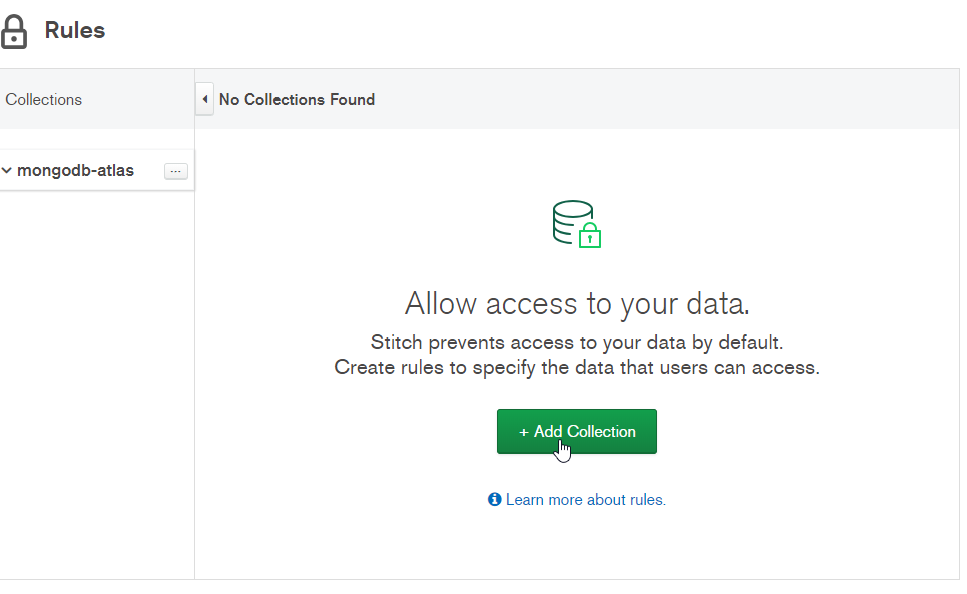 Rules
Collections
No Collections Found
mongodb-atlas
...
Allow access to your data.
Stitch prevents access to your data by default.
Create rules to specify the data that users can access.
+ Add Collection
Learn more about rules.